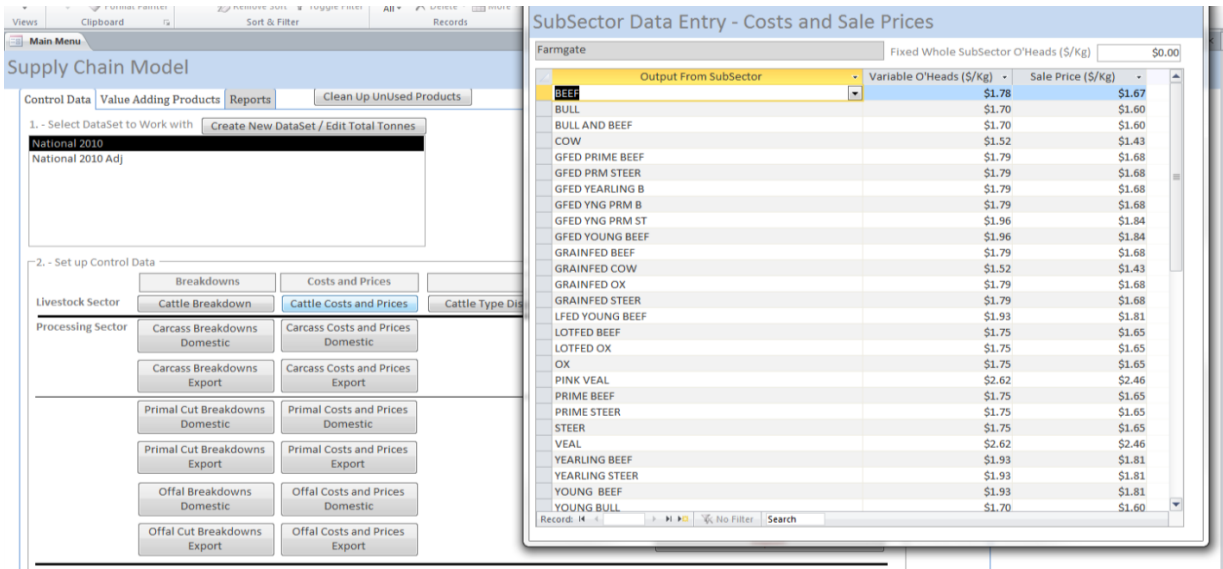 Format Painter
Remove Sort
Toggle Filter
All
Delete
More
Views
Clipboard
Sort & Filter
Records
Main Menu
Supply Chain Model
Control Data
Value Adding Products
Reports
Clean Up UnUsed Products
1. - Select DataSet to Work with
Create New DataSet / Edit Total Tonnes
National 2010
National 2010 Adj
2. - Set up Control Data
Breakdowns
Costs and Prices
Livestock Sector
Cattle Breakdown
Cattle Costs and Prices
Cattle Type Dis
Processing Sector
Carcass Breakdowns
Domestic
Carcass Costs and Prices
Domestic
Carcass Breakdowns
Export
Carcass Costs and Prices
Export
Primal Cut Breakdowns
Domestic
Primal Costs and Prices
Domestic
Primal Cut Breakdowns
Export
Primal Costs and Prices
Export
Offal Breakdowns
Domestic
Offal Costs and Prices
Domestic
Offal Cut Breakdowns
Export
Offal Costs and Prices
Export
SubSector Data Entry - Costs and Sale Prices
Farmgate
Fixed Whole SubSector O'Heads ($/Kg)
$0.00
Output From SubSector Variable O'Heads ($/Kg) Sale Price ($/Kg)
BEEF $1.78 $1.67
BULL $1.70 $1.60
BULL AND BEEF $1.70 $1.60
COW $1.52 $1.43
GFED PRIME BEEF $1.79 $1.68
GFED PRM STEER $1.79 $1.68
GFED YEARLING B $1.79 $1.68
GFED YNG PRM B $1.79 $1.68
GFED YNG PRM ST $1.96 $1.84
GFED YOUNG BEEF $1.96 $1.84
GRAINFED BEEF $1.79 $1.68
GRAINFED COW $1.52 $1.43
GRAINFED OX $1.79 $1.68
GRAINFED STEER $1.79 $1.68
LFED YOUNG BEEF $1.93 $1.81
LOTFED BEEF $1.75 $1.65
LOTFED OX $1.75 $1.65
OX $1.75 $1.65
PINK VEAL $2.62 $2.46
PRIME BEEF $1.75 $1.65
PRIME STEER $1.75 $1.65
STEER $1.75 $1.65
VEAL $2.62 $2.46
YEARLING BEEF $1.93 $1.81
YEARLING STEER $1.93 $1.81
YOUNG BEEF $1.93 $1.81
YOUNG BULL $1.70 $1.60
Record:
No Filter
Search